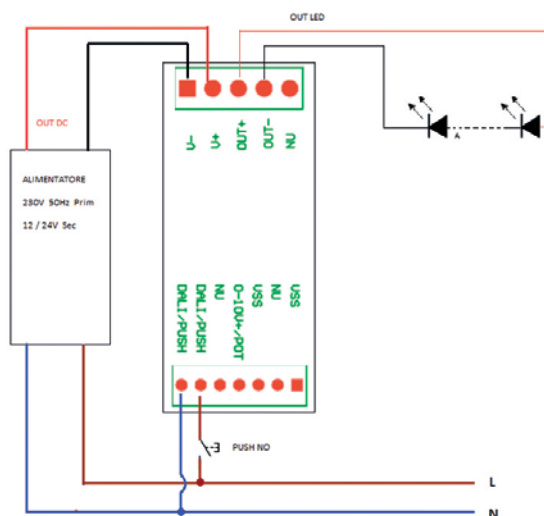 OUT LED
OUT DC
V-
V+
OUT+
OUT-
NU
ALIMENTATORE
230V 50Hz Prim
12 / 24V Sec
DALI/PUSH
DALI/PUSH
NU
0-10V+/POT
VSS
NU
VSS
A
PUSH NO
L
N